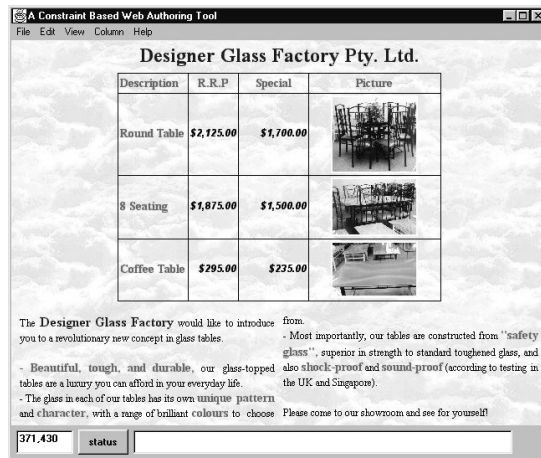 A Constraint Based Web Authoring Tool
File Edit View Column Help
Designer Glass Factory Pty. Ltd.
Description R.R.P Special Picture
Round Table $2,125.00 $1,700.00
8 Seating $1,875.00 $1,500.00
Coffee Table $295.00 $235.00
The Designer Glass Factory would like to introduce
you to a revolutionary new concept in glass tables.
- Beautiful, tough, and durable, our glass-topped
tables are a luxury you can afford in your everyday life.
- The glass in each of our tables has its own unique pattern
and character, with a range of brilliant colours to choose
from.
- Most importantly, our tables are constructed from "safety
glass", superior in strength to standard toughened glass, and
also shock-proof and sound-proof (according to testing in
the UK and Singapore).
Please come to our showroom and see for yourself!
371,430 status